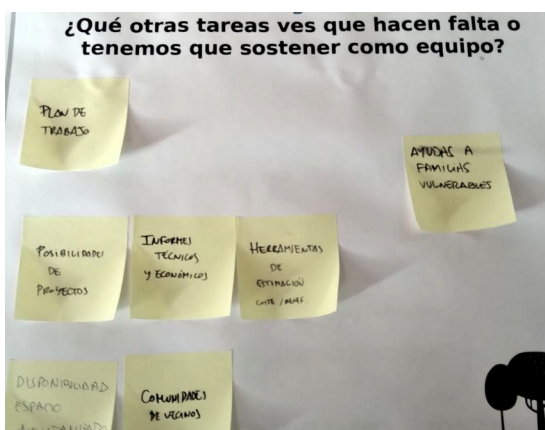 ¿Qué otras tareas ves que hacen falta o
tenemos que sostener como equipo?
PLAN DE
TRABAJO
AYUDAS A
FAMILIAS
VULNERABLES
POSIBILIDADES
DE
PROYECTOS
INFORMES
TÉCNICOS
Y ECONÓMICOS
HERRAMIENTAS
DE
ESTIMACIÓN
COSTE /
DISPONIBILIDAD
ESPACIO
COMUNIDADES
DE VECINOS